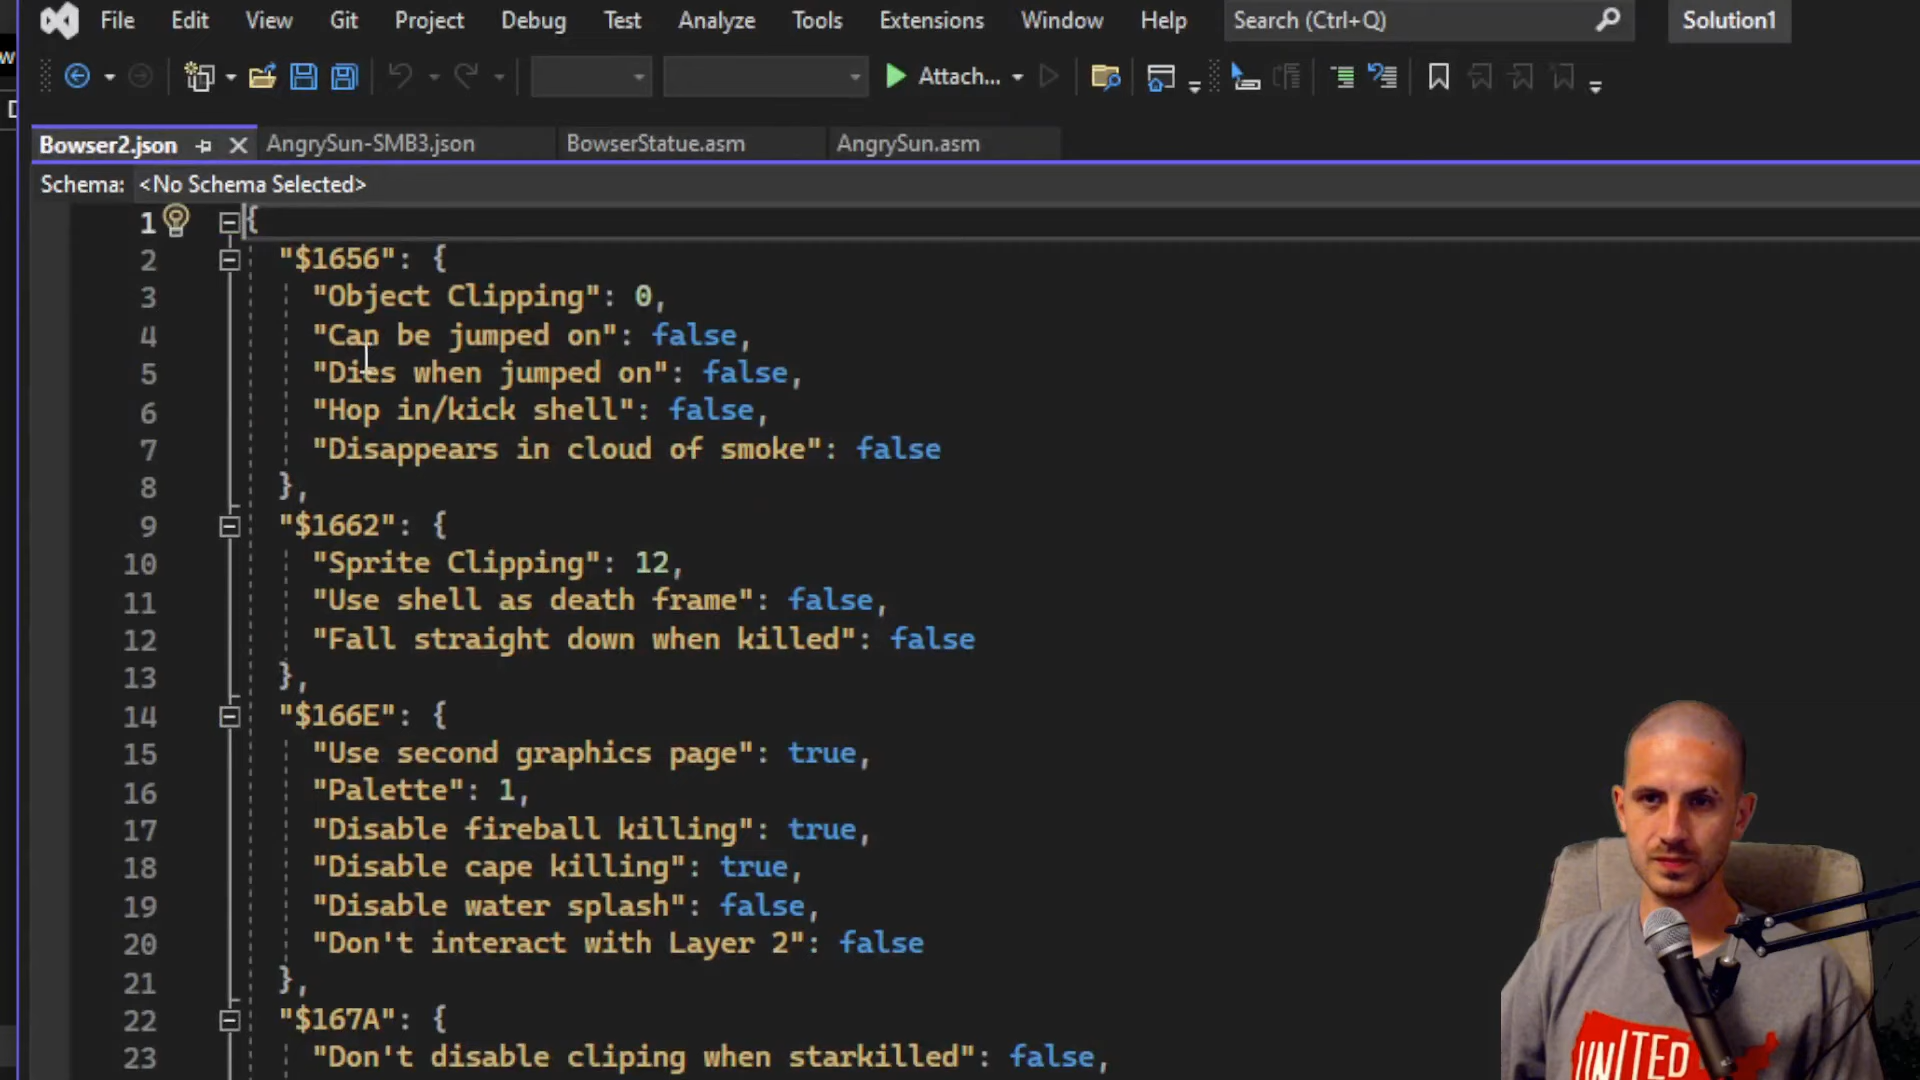 File Edit View Git Project Debug Test Analyze Tools Extensions Window Help Search (Ctrl+Q) Solution1
Attach...
Bowser2.json AngrySun-SMB3.json BowserStatue.asm AngrySun.asm
Schema: <No Schema Selected>
1 {
2 "$1656": {
3 "Object Clipping": 0,
4 "Can be jumped on": false,
5 "Dies when jumped on": false,
6 "Hop in/kick shell": false,
7 "Disappears in cloud of smoke": false
8 },
9 "$1662": {
10 "Sprite Clipping": 12,
11 "Use shell as death frame": false,
12 "Fall straight down when killed": false
13 },
14 "$166E": {
15 "Use second graphics page": true,
16 "Palette": 1,
17 "Disable fireball killing": true,
18 "Disable cape killing": true,
19 "Disable water splash": false,
20 "Don't interact with Layer 2": false
21 },
22 "$167A": {
23 "Don't disable cliping when starkilled": false,
UNITED